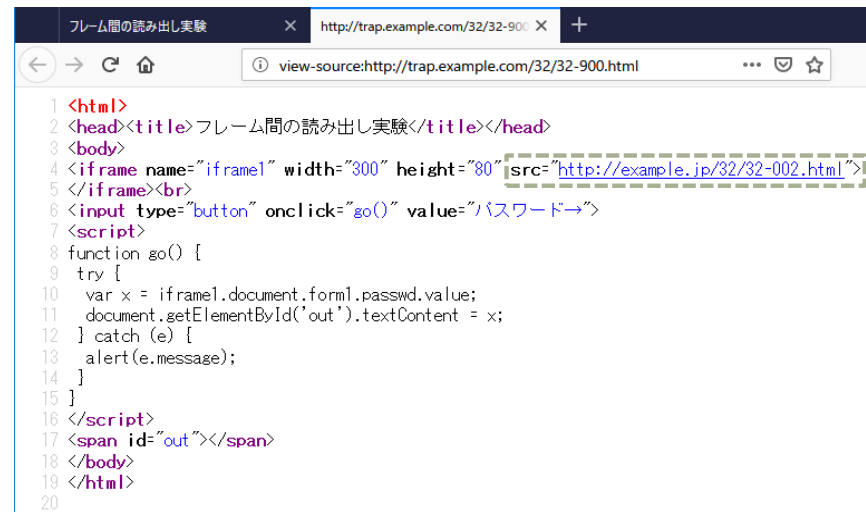 フレーム間の読み出し実験 × http://trap.example.com/32/32-900 × +
view-source:http://trap.example.com/32/32-900.html
1 <html>
2 <head><title>フレーム間の読み出し実験</title></head>
3 <body>
4 <iframe name="iframe1" width="300" height="80" src="http://example.jp/32/32-002.html">
5 </iframe><br>
6 <input type="button" onclick="go()" value="パスワード→">
7 <script>
8 function go() {
9 try {
10 var x = iframe1.document.form1.passwd.value;
11 document.getElementById('out').textContent = x;
12 } catch (e) {
13 alert(e.message);
14 }
15 }
16 </script>
17 <span id="out"></span>
18 </body>
19 </html>
20